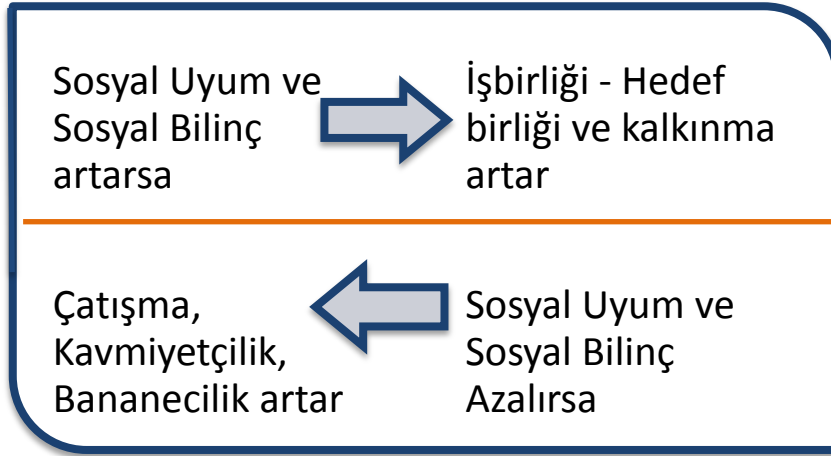 Sosyal Uyum ve
Sosyal Bilinç
artarsa
İşbirliği - Hedef
birliği ve kalkınma
artar
Çatışma,
Kavmiyetçilik,
Bananecilik artar
Sosyal Uyum ve
Sosyal Bilinç
Azalırsa